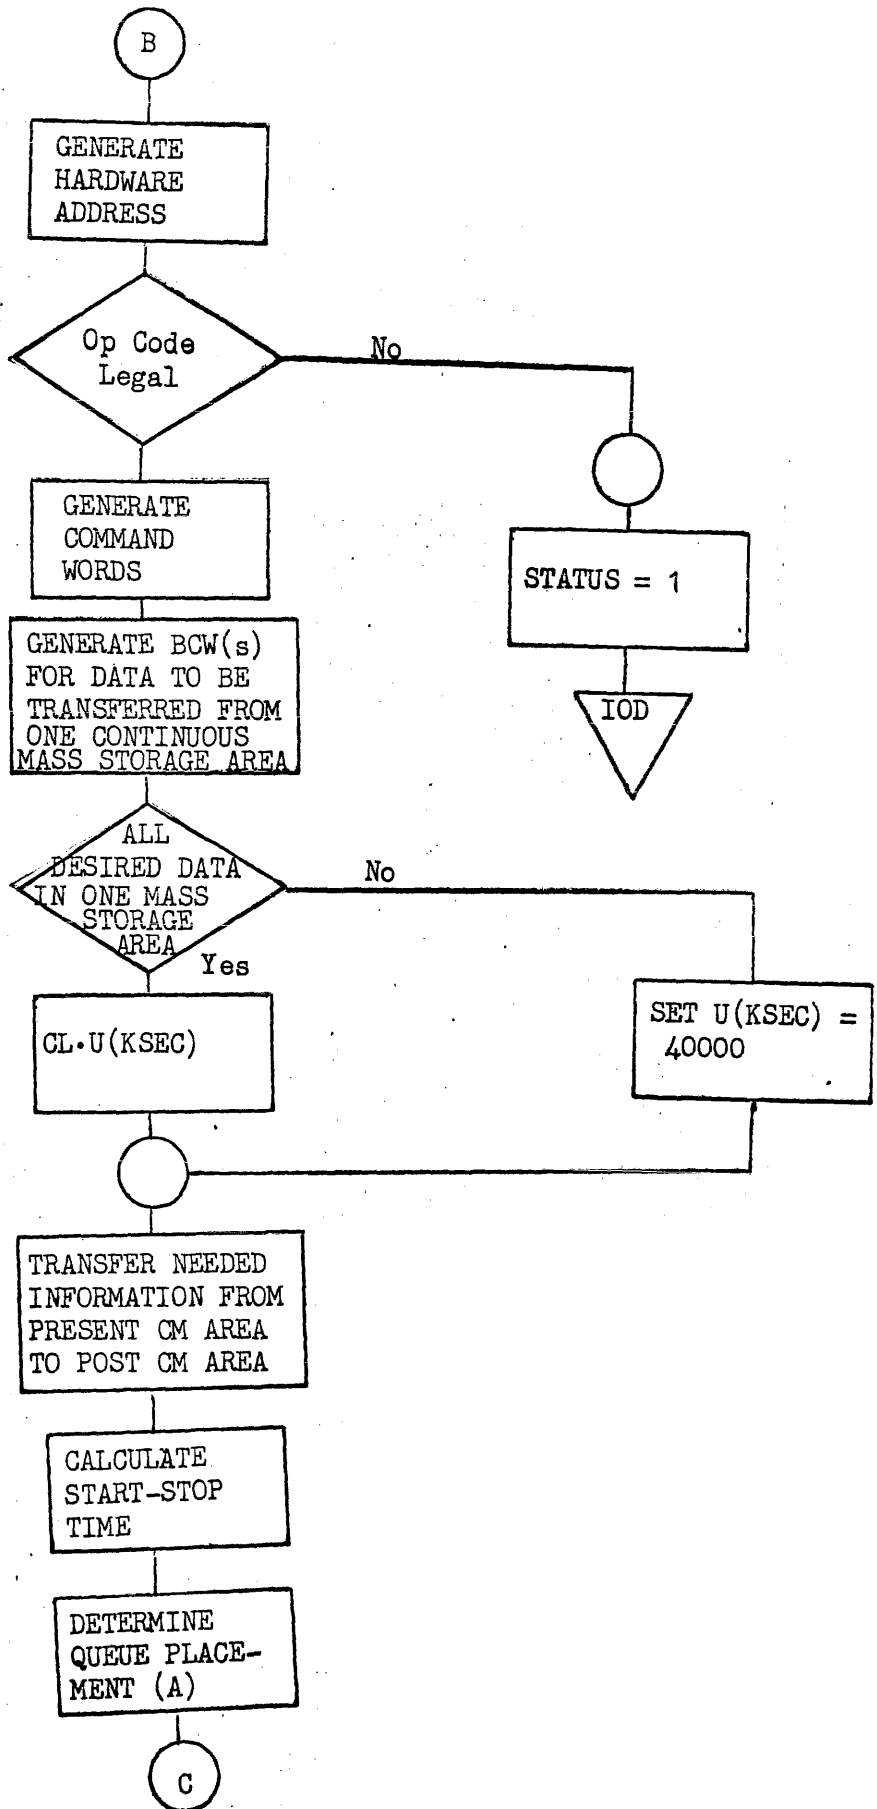 B
GENERATE
HARDWARE
ADDRESS
Op Code
Legal
No
GENERATE
COMMAND
WORDS
STATUS = 1
GENERATE BCW(s)
FOR DATA TO BE
TRANSFERRED FROM
ONE CONTINUOUS
MASS STORAGE AREA
IOD
ALL
DESIRED DATA
IN ONE MASS
STORAGE
AREA
No
Yes
CL.U(KSEC)
SET U(KSEC) =
40000
TRANSFER NEEDED
INFORMATION FROM
PRESENT CM AREA
TO POST CM AREA
CALCULATE
START-STOP
TIME
DETERMINE
QUEUE PLACE-
MENT (A)
C